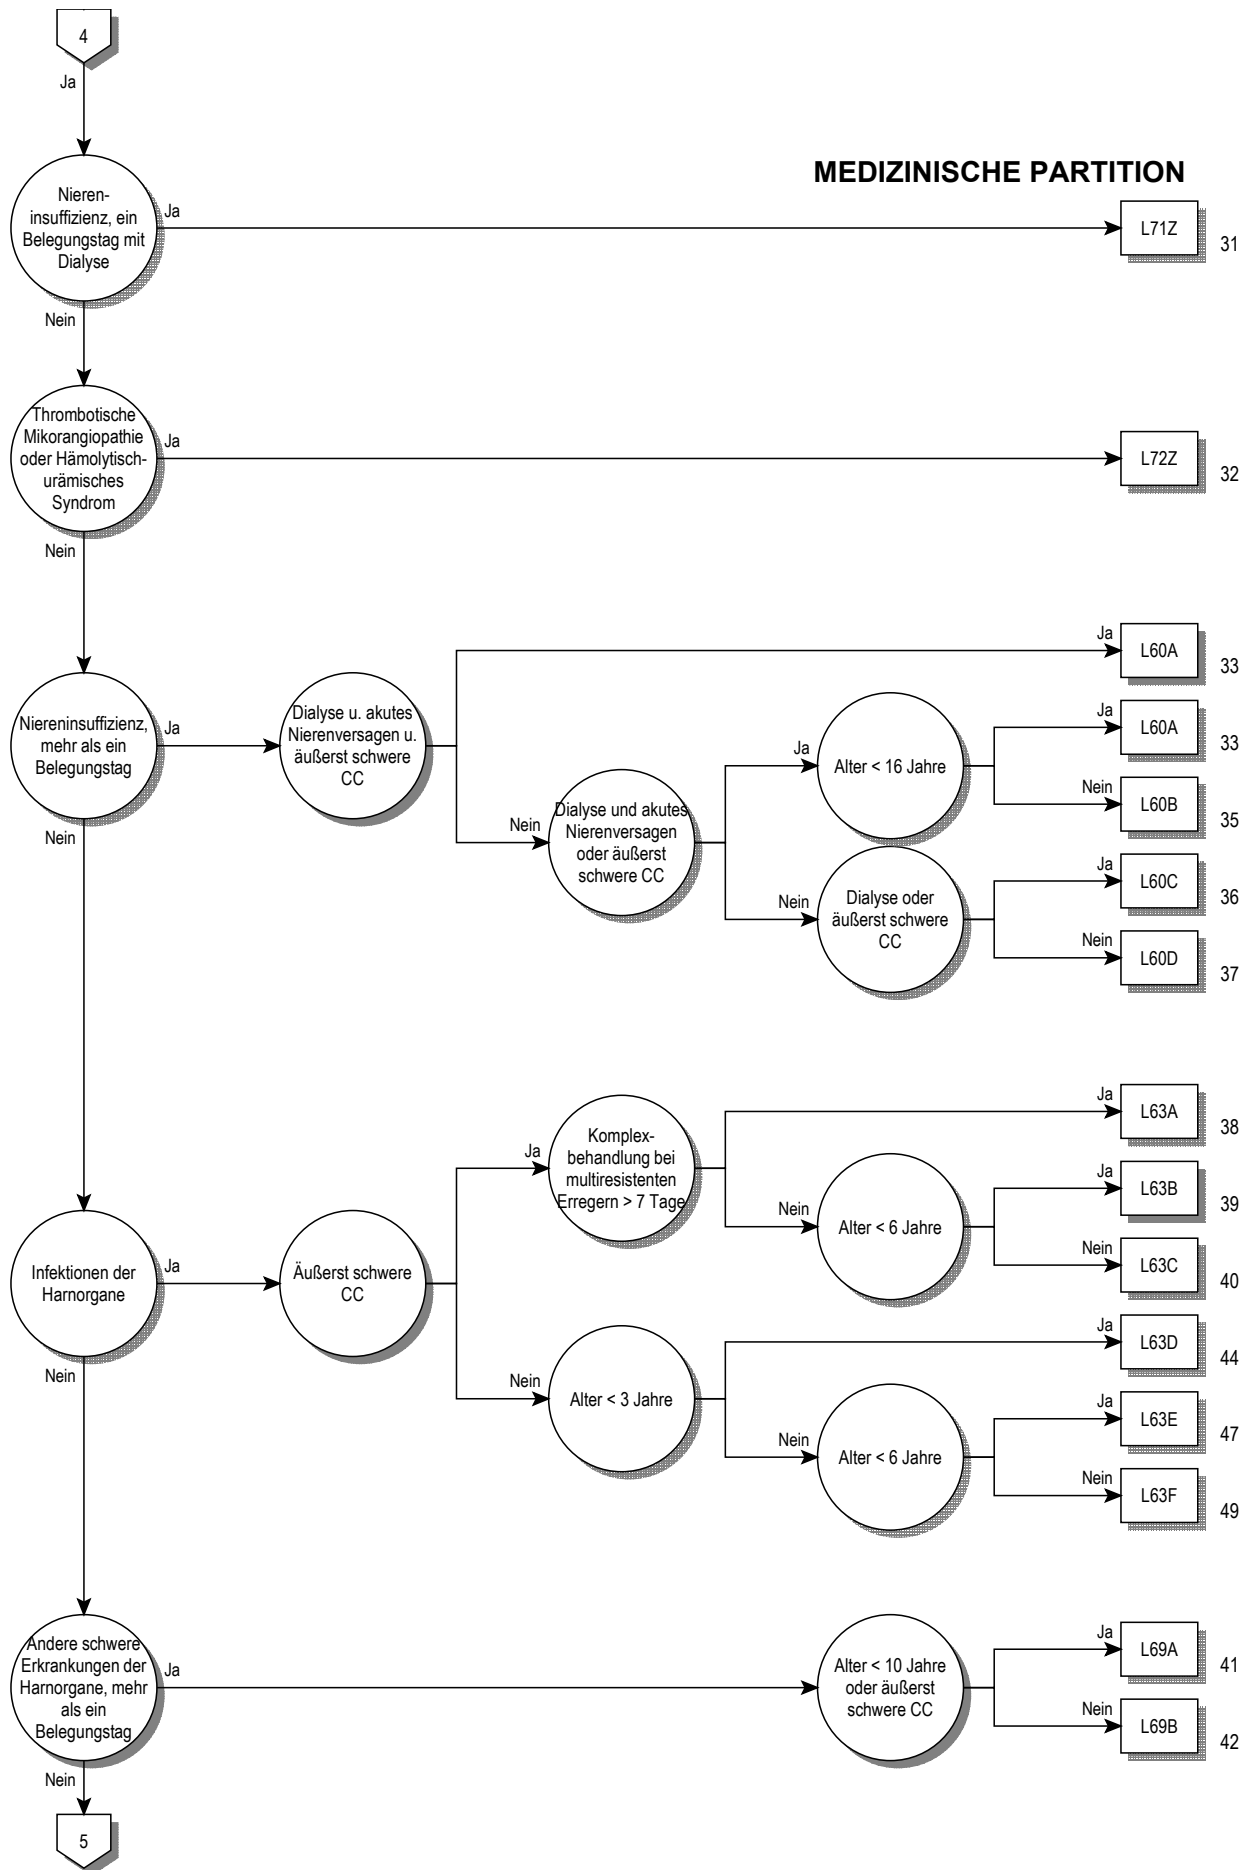 4
Ja
MEDIZINISCHE PARTITION
Nieren-
insuffizienz, ein
Belegungstag mit
Dialyse
Ja
L71Z
31
Nein
Thrombotische
Mikorangiopathie
oder Hämolytisch-
urämisches
Syndrom
Ja
L72Z
32
Nein
Niereninsuffizienz,
mehr als ein
Belegungstag
Ja
Dialyse u. akutes
Nierenversagen u.
äußerst schwere
CC
Ja
L60A
33
Nein
Dialyse und akutes
Nierenversagen
oder äußerst
schwere CC
Ja
Alter < 16 Jahre
Ja
L60A
33
Nein
L60B
35
Nein
Dialyse oder
äußerst schwere
CC
Ja
L60C
36
Nein
L60D
37
Nein
Infektionen der
Harnorgane
Ja
Äußerst schwere
CC
Ja
Komplex-
behandlung bei
multiresistenten
Erregern > 7 Tage
Ja
L63A
38
Nein
Alter < 6 Jahre
Ja
L63B
39
Nein
L63C
40
Nein
Alter < 3 Jahre
Ja
L63D
44
Nein
Alter < 6 Jahre
Ja
L63E
47
Nein
L63F
49
Nein
Andere schwere
Erkrankungen der
Harnorgane, mehr
als ein
Belegungstag
Ja
Alter < 10 Jahre
oder äußerst
schwere CC
Ja
L69A
41
Nein
L69B
42
Nein
5